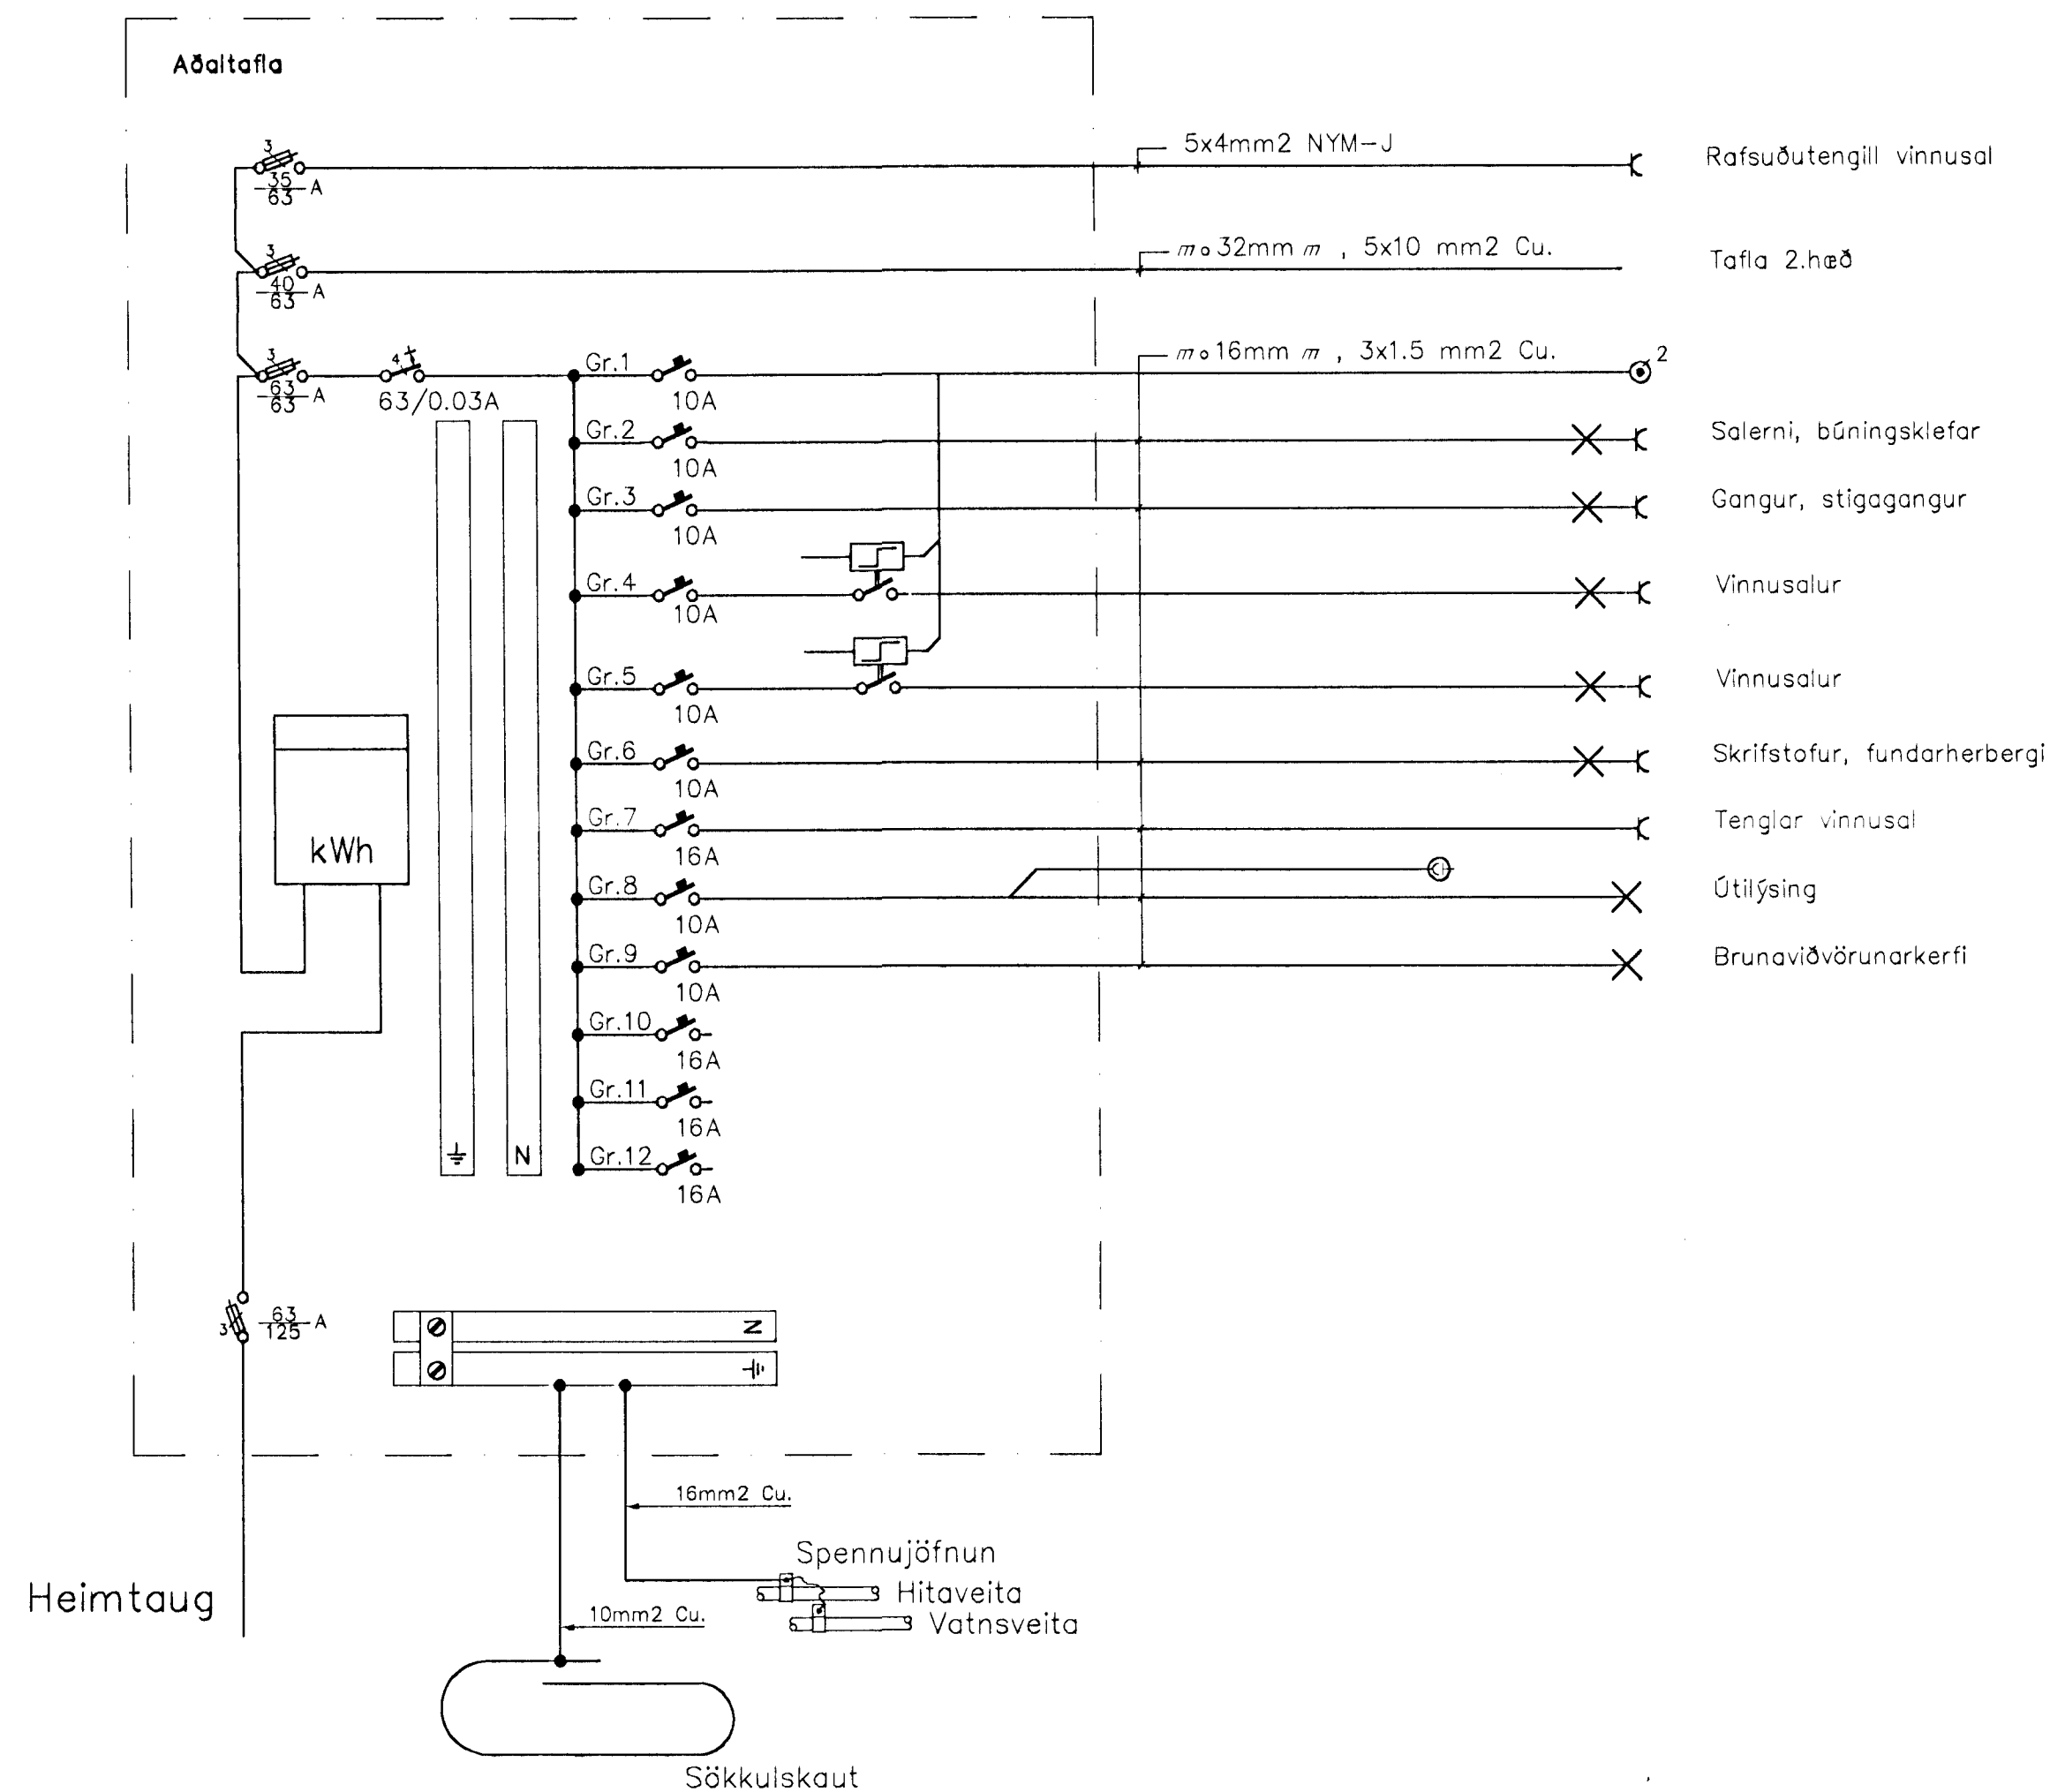 Aðaltafla
5x4mm2 NYM-J
Rafsuðutengill vinnusal
3
35
63
A
32mm , 5x10 mm2 Cu.
Tafla 2.hæð
3
40
63
A
16mm , 3x1.5 mm2 Cu.
2
3
63
63
A
4
63/0.03A
Gr.1
10A
Gr.2
10A
Salerni, búningsklefar
Gr.3
10A
Gangur, stigagangur
Gr.4
10A
Vinnusalur
Gr.5
10A
Vinnusalur
Gr.6
10A
Skrifstofur, fundarherbergi
Gr.7
16A
Tenglar vinnusal
Gr.8
10A
Útilýsing
Gr.9
10A
Brunaviðvörunarkerfi
Gr.10
16A
Gr.11
16A
Gr.12
16A
kWh
N
3
63
125
A
N
16mm2 Cu.
Spennujöfnun
Hitaveita
Vatnsveita
10mm2 Cu.
Heimtaug
Sökkulskaut